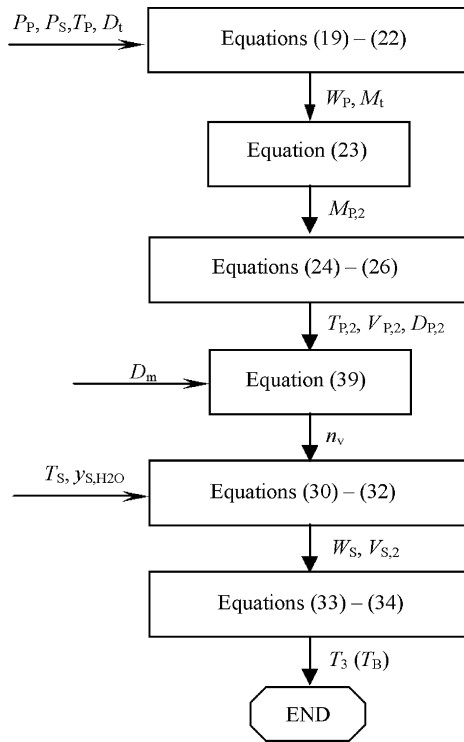 P_P, P_S,T_P, D_t
Equations (19) – (22)
W_P, M_t
Equation (23)
M_P,2
Equations (24) – (26)
T_P,2, V_P,2, D_P,2
D_m
Equation (39)
n_v
T_S, y_S,H2O
Equations (30) – (32)
W_S, V_S,2
Equations (33) – (34)
T_3 (T_B)
END